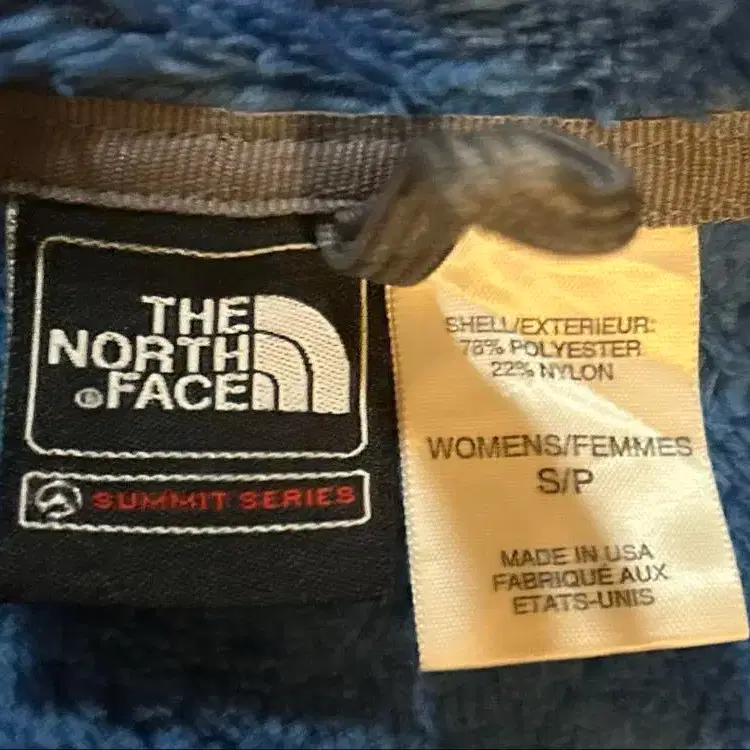 THE
NORTH
®FACE
SUMMIT SERIES
SHELL/EXTERIEUR:
78% POLYESTER
22% NYLON
WOMENS/FEMMES
S/P
MADE IN USA
FABRIQUÉ AUX
ETATS-UNIS